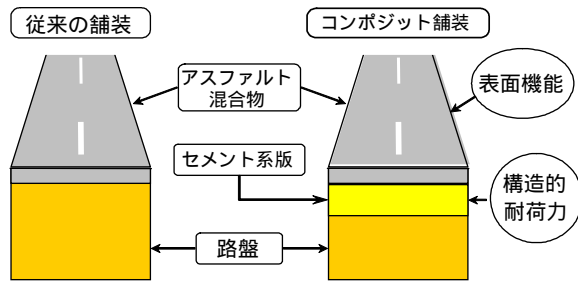 従来の舗装
コンポジット舗装
アスファルト
混合物
表面機能
セメント系版
構造的
耐荷力
路盤